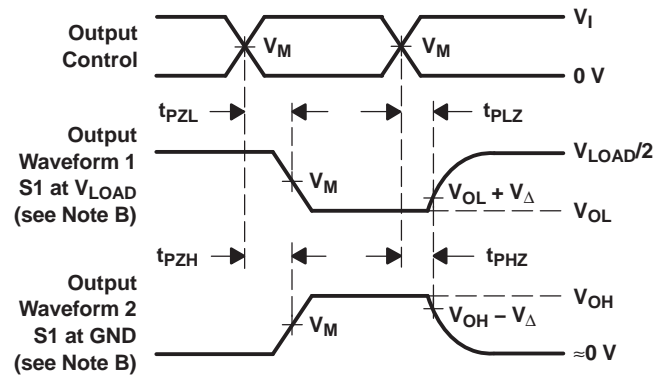 Output
Control
V_M
V_M
V_I
0 V
t_PZL
t_PLZ
Output
Waveform 1
S1 at V_LOAD
(see Note B)
V_M
V_LOAD/2
V_OL + V_Δ
V_OL
t_PZH
t_PHZ
Output
Waveform 2
S1 at GND
(see Note B)
V_M
V_OH
V_OH − V_Δ
≈0 V